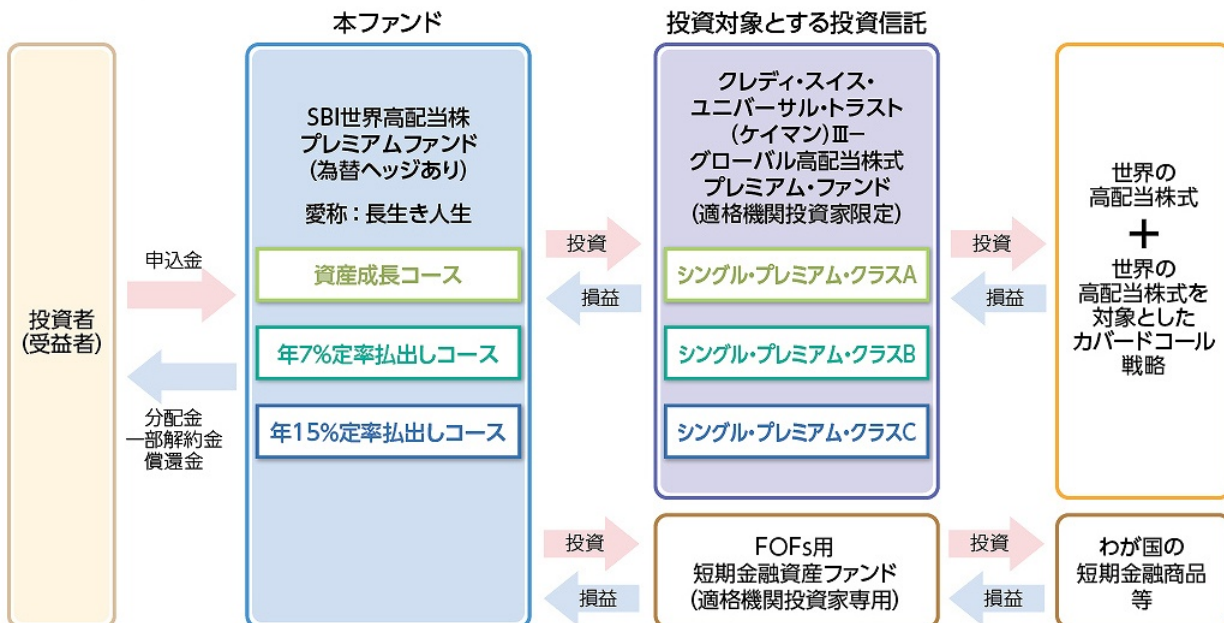 本ファンド
投資対象とする投資信託
投資者
(受益者)
申込金
分配金
一部解約金
償還金
SBI世界高配当株
プレミアムファンド
(為替ヘッジあり)
愛称：長生き人生
資産成長コース
年7%定率払出しコース
年15%定率払出しコース
投資
損益
クレディ・スイス・
ユニバーサル・トラスト
(ケイマン)Ⅲ－
グローバル高配当株式
プレミアム・ファンド
(適格機関投資家限定)
シングル・プレミアム・クラスA
シングル・プレミアム・クラスB
シングル・プレミアム・クラスC
投資
損益
世界の
高配当株式
＋
世界の
高配当株式を
対象とした
カバードコール
戦略
投資
損益
FOFs用
短期金融資産ファンド
(適格機関投資家専用)
投資
損益
わが国の
短期金融商品
等